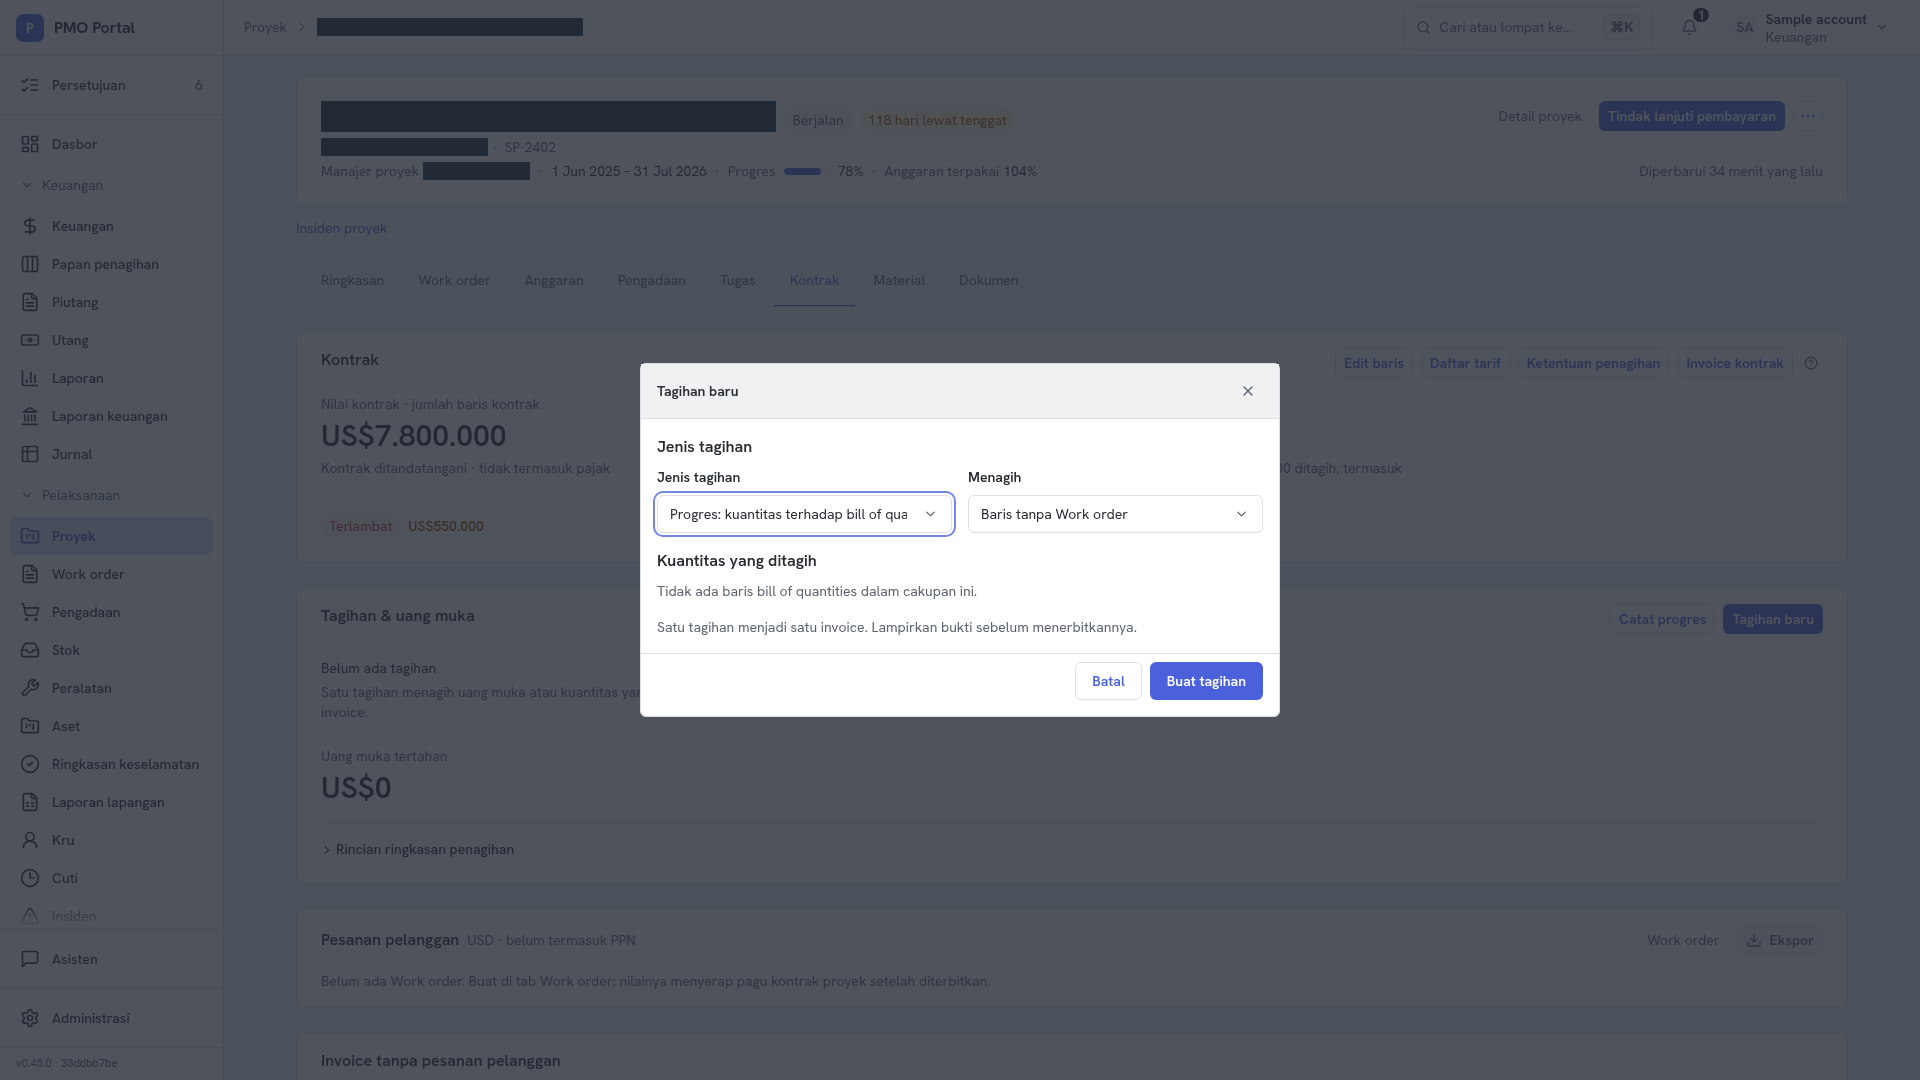 P PMO Portal
Proyek
Cari atau lompat ke... ⌘K
1
SA
Sample account
Keuangan
Persetujuan 6
Dasbor
Keuangan
Keuangan
Papan penagihan
Piutang
Utang
Laporan
Laporan keuangan
Jurnal
Pelaksanaan
Proyek
Work order
Pengadaan
Stok
Peralatan
Aset
Ringkasan keselamatan
Laporan lapangan
Kru
Cuti
Insiden
Asisten
Administrasi
v0.45.0 · 33ddbb7be
Berjalan 118 hari lewat tenggat
Detail proyek Tindak lanjuti pembayaran
· SP-2402
Manajer proyek · 1 Jun 2025 – 31 Jul 2026 · Progres 78% · Anggaran terpakai 104%
Diperbarui 34 menit yang lalu
Insiden proyek
Ringkasan Work order Anggaran Pengadaan Tugas Kontrak Material Dokumen
Kontrak
Edit baris Daftar tarif Ketentuan penagihan Invoice kontrak
Nilai kontrak · jumlah baris kontrak
US$7.800.000
Kontrak ditandatangani · tidak termasuk pajak
ditagih, termasuk
Terlambat US$550.000
Tagihan & uang muka
Catat progres Tagihan baru
Belum ada tagihan
Satu tagihan menagih uang muka atau kuantitas
invoice.
Uang muka tertahan
US$0
Rincian ringkasan penagihan
Pesanan pelanggan USD · belum termasuk PPN
Work order Ekspor
Belum ada Work order. Buat di tab Work order; nilainya menyerap pagu kontrak proyek setelah diterbitkan.
Invoice tanpa pesanan pelanggan
Tagihan baru
Jenis tagihan
Jenis tagihan Menagih
Progres: kuantitas terhadap bill of qua Baris tanpa Work order
Kuantitas yang ditagih
Tidak ada baris bill of quantities dalam cakupan ini.
Satu tagihan menjadi satu invoice. Lampirkan bukti sebelum menerbitkannya.
Batal Buat tagihan